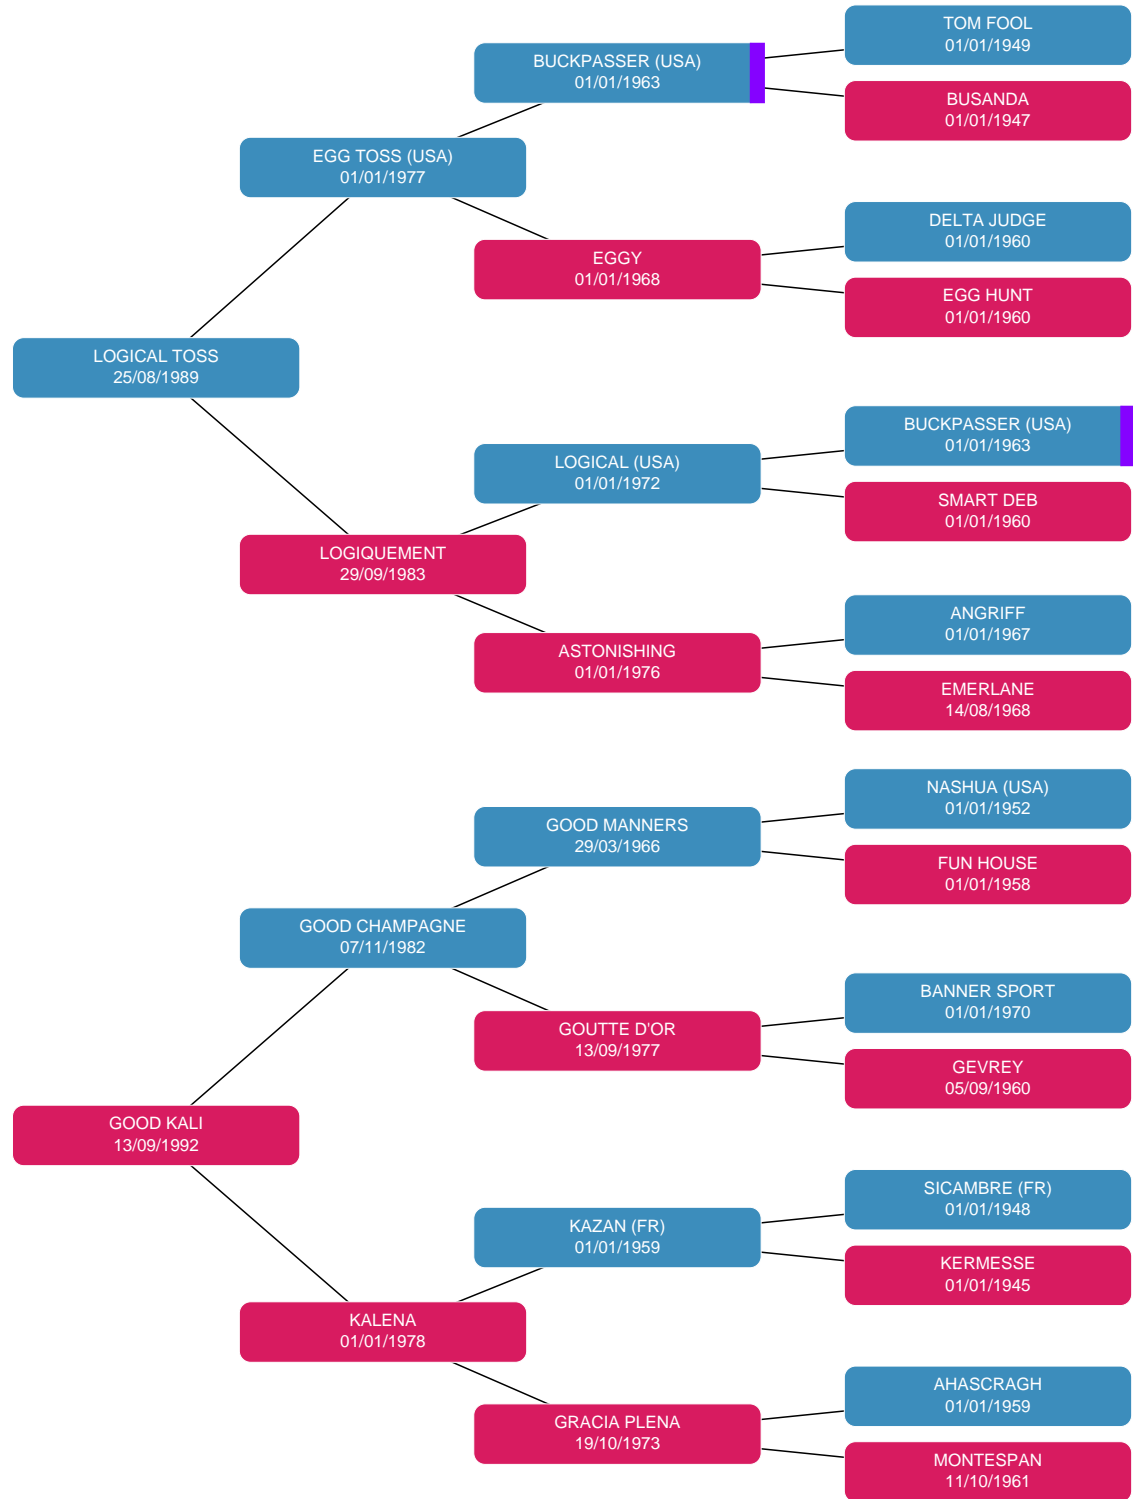 TOM FOOL
01/01/1949
BUCKPASSER (USA)
01/01/1963
BUSANDA
01/01/1947
EGG TOSS (USA)
01/01/1977
DELTA JUDGE
01/01/1960
EGGY
01/01/1968
EGG HUNT
01/01/1960
LOGICAL TOSS
25/08/1989
BUCKPASSER (USA)
01/01/1963
LOGICAL (USA)
01/01/1972
SMART DEB
01/01/1960
LOGIQUEMENT
29/09/1983
ANGRIFF
01/01/1967
ASTONISHING
01/01/1976
EMERLANE
14/08/1968
NASHUA (USA)
01/01/1952
GOOD MANNERS
29/03/1966
FUN HOUSE
01/01/1958
GOOD CHAMPAGNE
07/11/1982
BANNER SPORT
01/01/1970
GOUTTE D'OR
13/09/1977
GEVREY
05/09/1960
GOOD KALI
13/09/1992
SICAMBRE (FR)
01/01/1948
KAZAN (FR)
01/01/1959
KERMESSE
01/01/1945
KALENA
01/01/1978
AHASCRAGH
01/01/1959
GRACIA PLENA
19/10/1973
MONTESPAN
11/10/1961